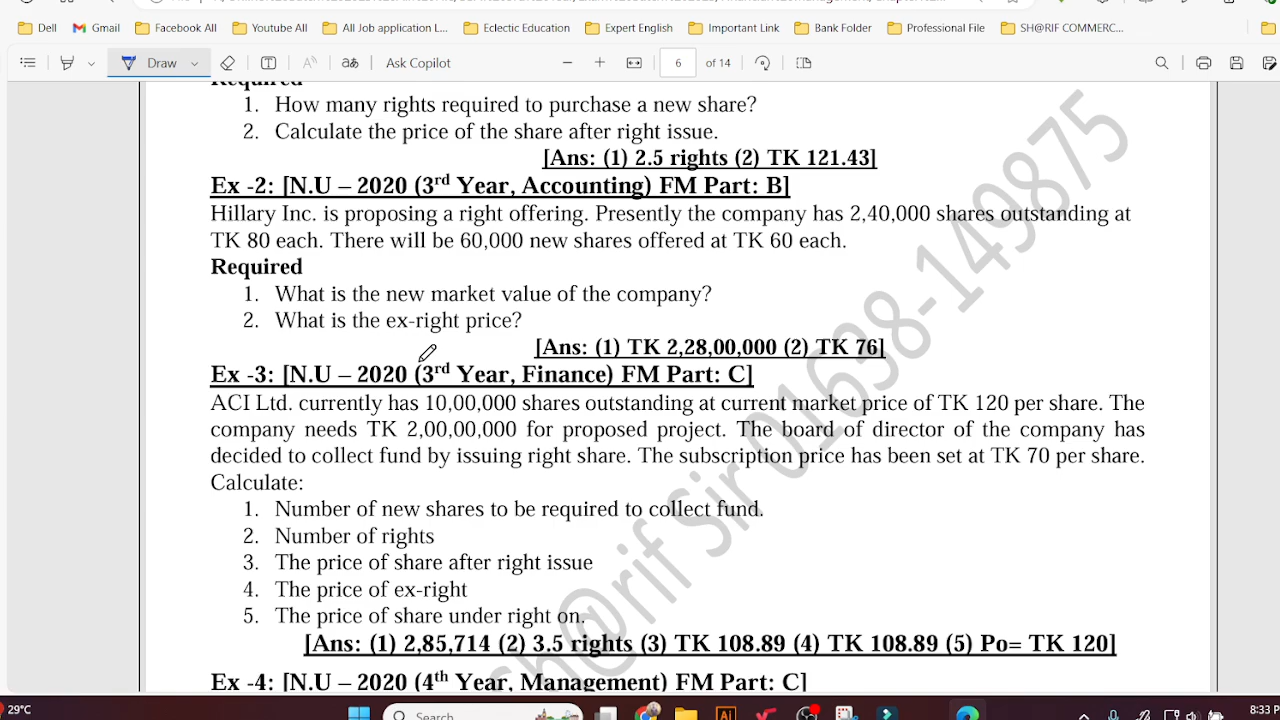 Dell Gmail Facebook All Youtube All All Job application L... Eclectic Education Expert English Important Link Bank Folder Professional File SH@RIF COMMERC...
Draw Ask Copilot 6 of 14
Required
1. How many rights required to purchase a new share?
2. Calculate the price of the share after right issue.
[Ans: (1) 2.5 rights (2) TK 121.43]
Ex -2: [N.U – 2020 (3rd Year, Accounting) FM Part: B]
Hillary Inc. is proposing a right offering. Presently the company has 2,40,000 shares outstanding at
TK 80 each. There will be 60,000 new shares offered at TK 60 each.
Required
1. What is the new market value of the company?
2. What is the ex-right price?
[Ans: (1) TK 2,28,00,000 (2) TK 76]
Ex -3: [N.U – 2020 (3rd Year, Finance) FM Part: C]
ACI Ltd. currently has 10,00,000 shares outstanding at current market price of TK 120 per share. The
company needs TK 2,00,00,000 for proposed project. The board of director of the company has
decided to collect fund by issuing right share. The subscription price has been set at TK 70 per share.
Calculate:
1. Number of new shares to be required to collect fund.
2. Number of rights
3. The price of share after right issue
4. The price of ex-right
5. The price of share under right on.
[Ans: (1) 2,85,714 (2) 3.5 rights (3) TK 108.89 (4) TK 108.89 (5) Po= TK 120]
Ex -4: [N.U – 2020 (4th Year, Management) FM Part: C]
Sh@rif Sir 01638-149875
29°C Search 8:33 P